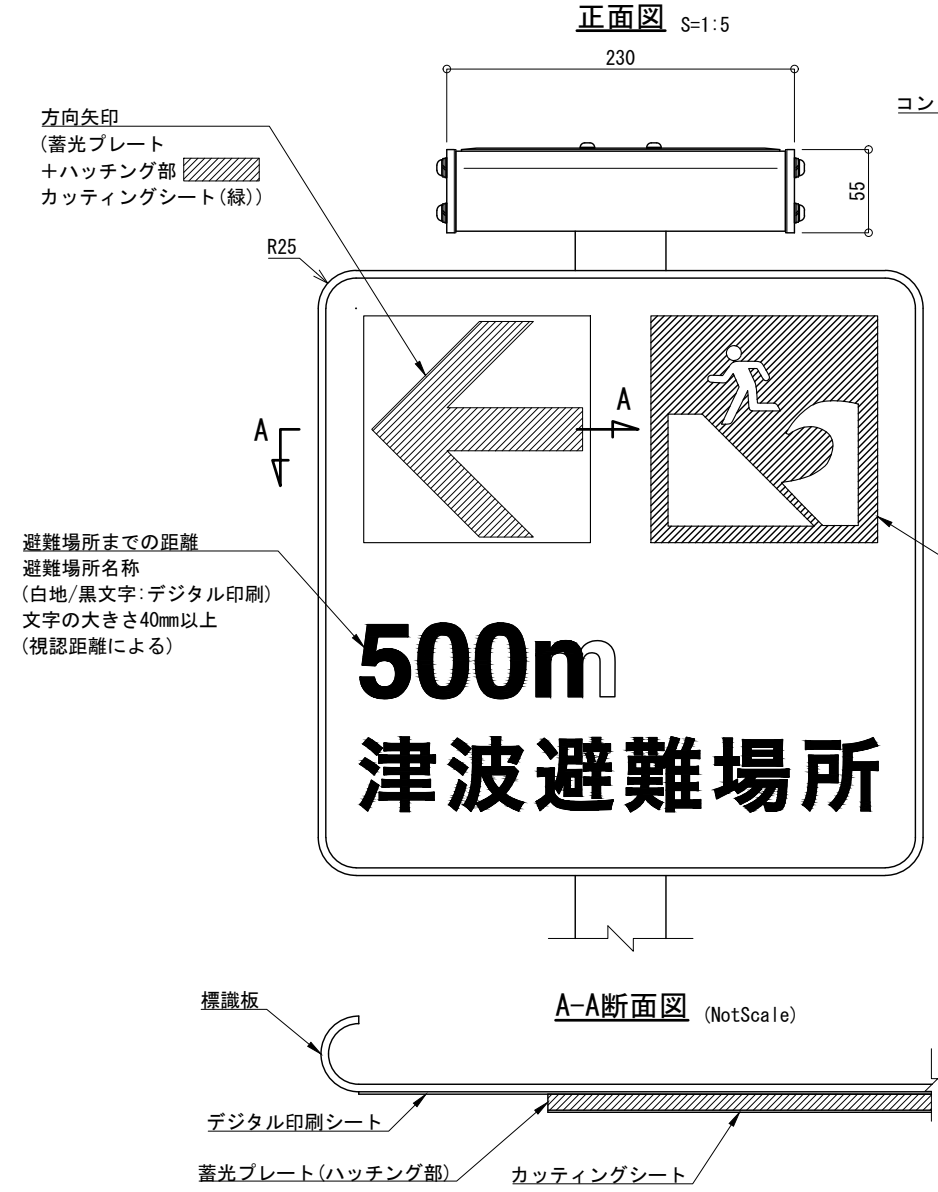 正面図 S=1:5
230
コン
方向矢印
(蓄光プレート
+ハッチング部
カッティングシート(緑))
55
R25
A
A
避難場所までの距離
避難場所名称
(白地/黒文字:デジタル印刷)
文字の大きさ40mm以上
(視認距離による)
500m
津波避難場所
標識板
A-A断面図 (NotScale)
デジタル印刷シート
蓄光プレート(ハッチング部)
カッティングシート